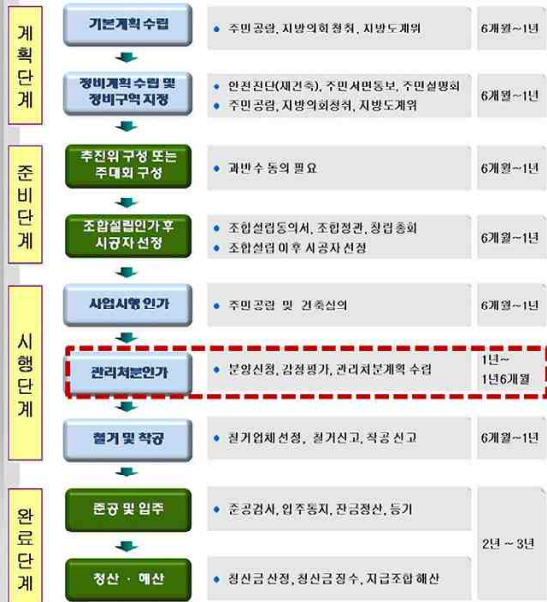 계획단계
기본계획 수립
주민공람, 지방의회 청취, 지방도계위
6개월~1년
정비계획 수립 및
정비구역 지정
안전진단(재건축), 주민서면통보, 주민설명회
주민공람, 지방의회청취, 지방도계위
6개월~1년
준비단계
추진위 구성 또는
주대회 구성
과반수 동의 필요
6개월~1년
조합설립인가 후
시공자 선정
조합설립동의서, 조합정관, 창립총회
조합설립 이후 시공자 선정
6개월~1년
시행단계
사업시행 인가
주민공람 및 건축심의
6개월~1년
관리처분인가
분양신청, 감정평가, 관리처분계획 수립
1년~
1년6개월
철거 및 착공
철거업체 선정, 철거신고, 착공신고
6개월~1년
완료단계
준공 및 입주
준공검사, 입주통지, 잔금정산, 등기
2년 ~ 3년
청산 · 해산
청산금 산정, 청산금 징수, 지급조합 해산